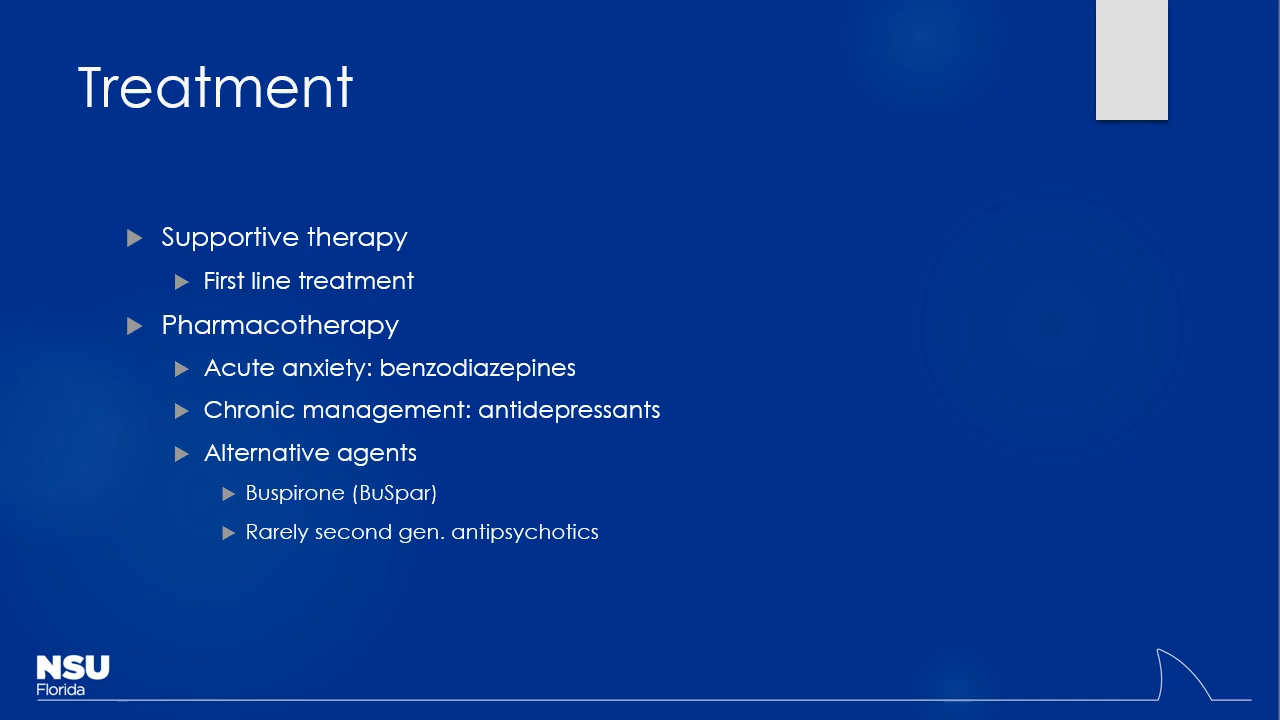 Treatment
Supportive therapy
First line treatment
Pharmacotherapy
Acute anxiety: benzodiazepines
Chronic management: antidepressants
Alternative agents
Buspirone (BuSpar)
Rarely second gen. antipsychotics
NSU
Florida